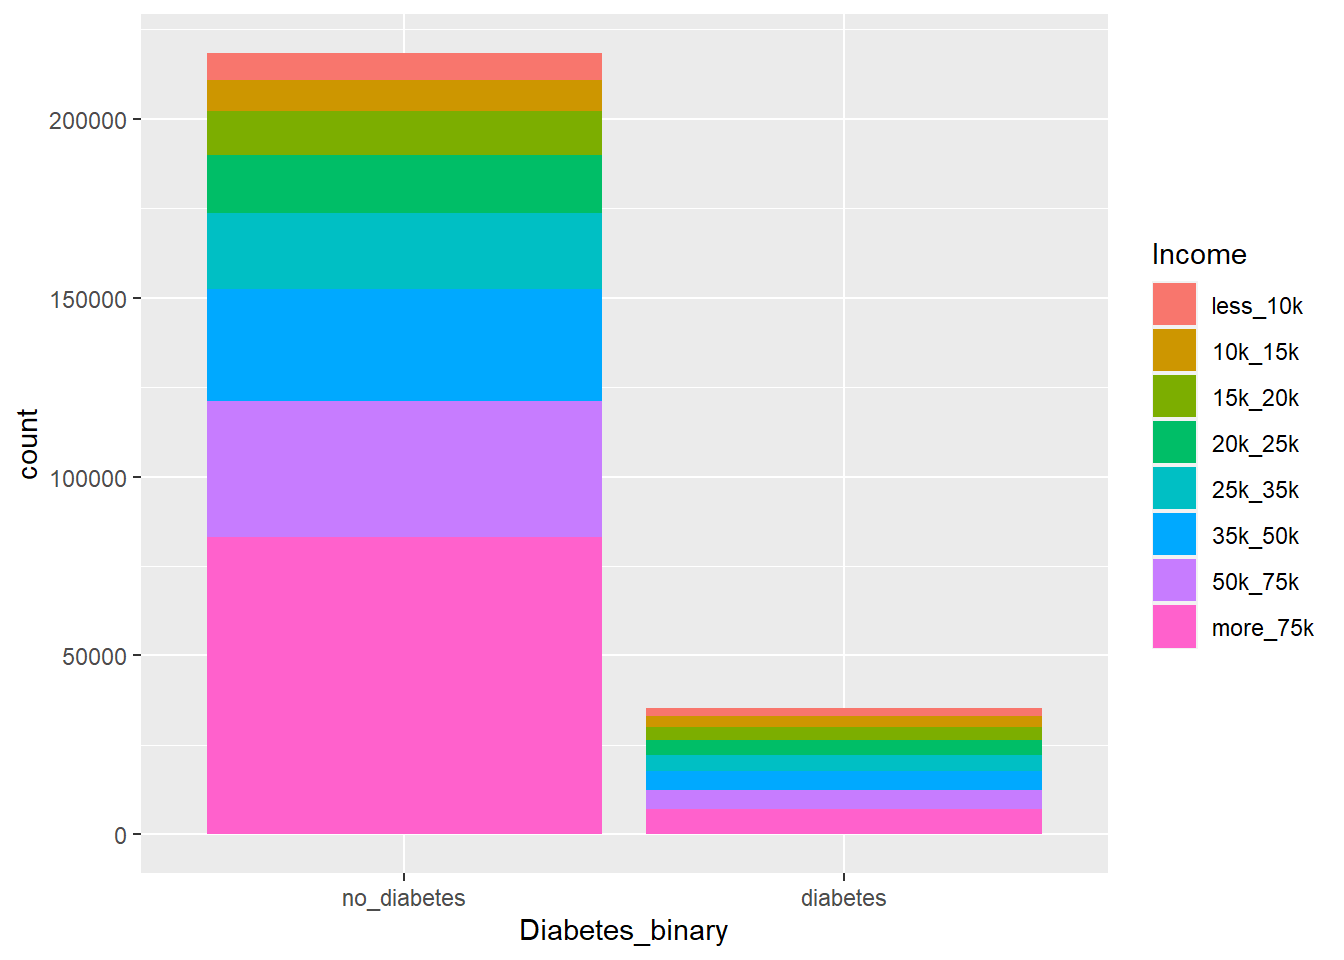 count
200000
150000
100000
50000
0
no_diabetes
diabetes
Diabetes_binary
Income
less_10k
10k_15k
15k_20k
20k_25k
25k_35k
35k_50k
50k_75k
more_75k